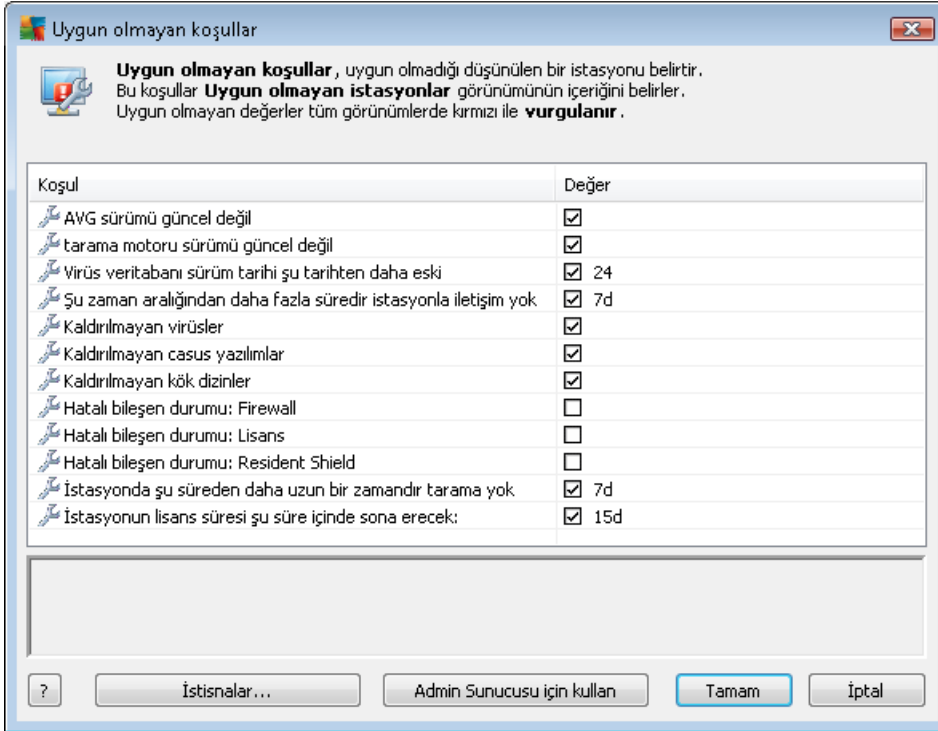 Uygun olmayan koşullar
Uygun olmayan koşullar, uygun olmadığı düşünülen bir istasyonu belirtir.
Bu koşullar Uygun olmayan istasyonlar görünümünün içeriğini belirler.
Uygun olmayan değerler tüm görünümlerde kırmızı ile vurgulanır.
Koşul Değer
AVG sürümü güncel değil
tarama motoru sürümü güncel değil
Virüs veritabanı sürüm tarihi şu tarihten daha eski 24
Şu zaman aralığından daha fazla süredir istasyonla iletişim yok 7d
Kaldırılmayan virüsler
Kaldırılmayan casus yazılımlar
Kaldırılmayan kök dizinler
Hatalı bileşen durumu: Firewall
Hatalı bileşen durumu: Lisans
Hatalı bileşen durumu: Resident Shield
İstasyonda şu süreden daha uzun bir zamandır tarama yok 7d
İstasyonun lisans süresi şu süre içinde sona erecek: 15d
? İstisnalar... Admin Sunucusu için kullan Tamam İptal